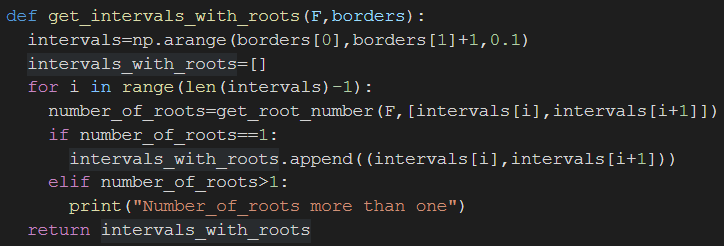 def get_intervals_with_roots(F,borders):
  intervals=np.arange(borders[0],borders[1]+1,0.1)
  intervals_with_roots=[]
  for i in range(len(intervals)-1):
    number_of_roots=get_root_number(F,[intervals[i],intervals[i+1]])
    if number_of_roots==1:
      intervals_with_roots.append((intervals[i],intervals[i+1]))
    elif number_of_roots>1:
      print("Number_of_roots more than one")
  return intervals_with_roots